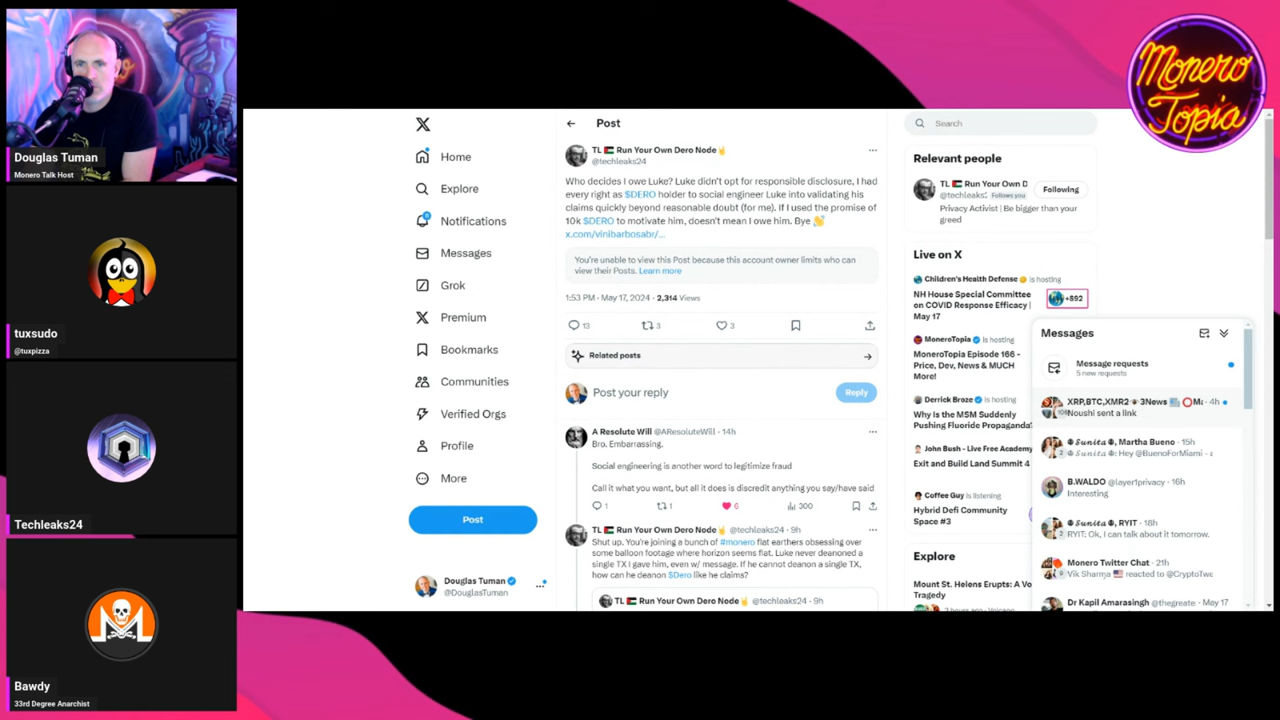 Douglas Tuman
Monero Talk Host
tuxsudo
@tuxpizza
Techleaks24
Bawdy
33rd Degree Anarchist
Monero
Topia
Home
Explore
Notifications
Messages
Grok
Premium
Bookmarks
Communities
Verified Orgs
Profile
More
Post
Douglas Tuman
@DouglasTuman
Post
TL 🇵🇸 Run Your Own Dero Node🤘
@techleaks24
Who decides I owe Luke? Luke didn't opt for responsible disclosure, I had
every right as $DERO holder to social engineer Luke into validating his
claims quickly beyond reasonable doubt (for me). If I used the promise of
10k $DERO to motivate him, doesn't mean I owe him. Bye 👋
x.com/vinibarbosabr/...
You're unable to view this Post because this account owner limits who can
view their Posts. Learn more
1:53 PM · May 17, 2024 · 2,314 Views
13 3 3
Related posts
Post your reply
Reply
A Resolute Will @AResoluteWill · 14h
Bro. Embarrassing.
Social engineering is another word to legitimize fraud
Call it what you want, but all it does is discredit anything you say/have said
1 1 6 300
TL 🇵🇸 Run Your Own Dero Node🤘 @techleaks24 · 9h
Shut up. You're joining a bunch of #monero flat earthers obsessing over
some balloon footage where horizon seems flat. Luke never deanoned a
single TX I gave him, even w/ message. If he cannot deanon a single TX,
how can he deanon $Dero like he claims?
TL 🇵🇸 Run Your Own Dero Node🤘 @techleaks24 · 9h
Search
Relevant people
TL 🇵🇸 Run Your Own D
@techleaks: Follows you
Following
Privacy Activist | Be bigger than your
greed
Live on X
Children's Health Defense is hosting
NH House Special Committee
on COVID Response Efficacy |
May 17
+892
MoneroTopia is hosting
MoneroTopia Episode 166 -
Price, Dev, News & MUCH
More!
Derrick Broze is hosting
Why is the MSM Suddenly
Pushing Fluoride Propaganda?
John Bush - Live Free Academy
Exit and Build Land Summit 4
Coffee Guy is listening
Hybrid Defi Community
Space #3
Explore
Mount St. Helens Erupts: A Vo
Tragedy
Messages
Message requests
5 new requests
XRP,BTC,XMR2 3News · 4h
Noushi sent a link
Sunita, Martha Bueno · 15h
Sunita: Hey @BuenoForMiami -
B.WALDO @layer1privacy · 16h
Interesting
Sunita, RYIT · 18h
RYIT: Ok, I can talk about it tomorrow.
Monero Twitter Chat · 21h
Vik Sharma 🇺🇸 reacted to @CryptoTwe
Dr Kapil Amarasingh @thegreate · May 17